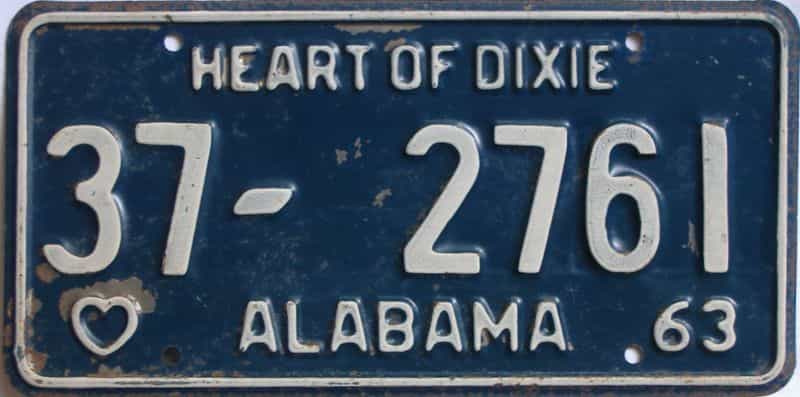 HEART OF DIXIE
37-2761
ALABAMA 63